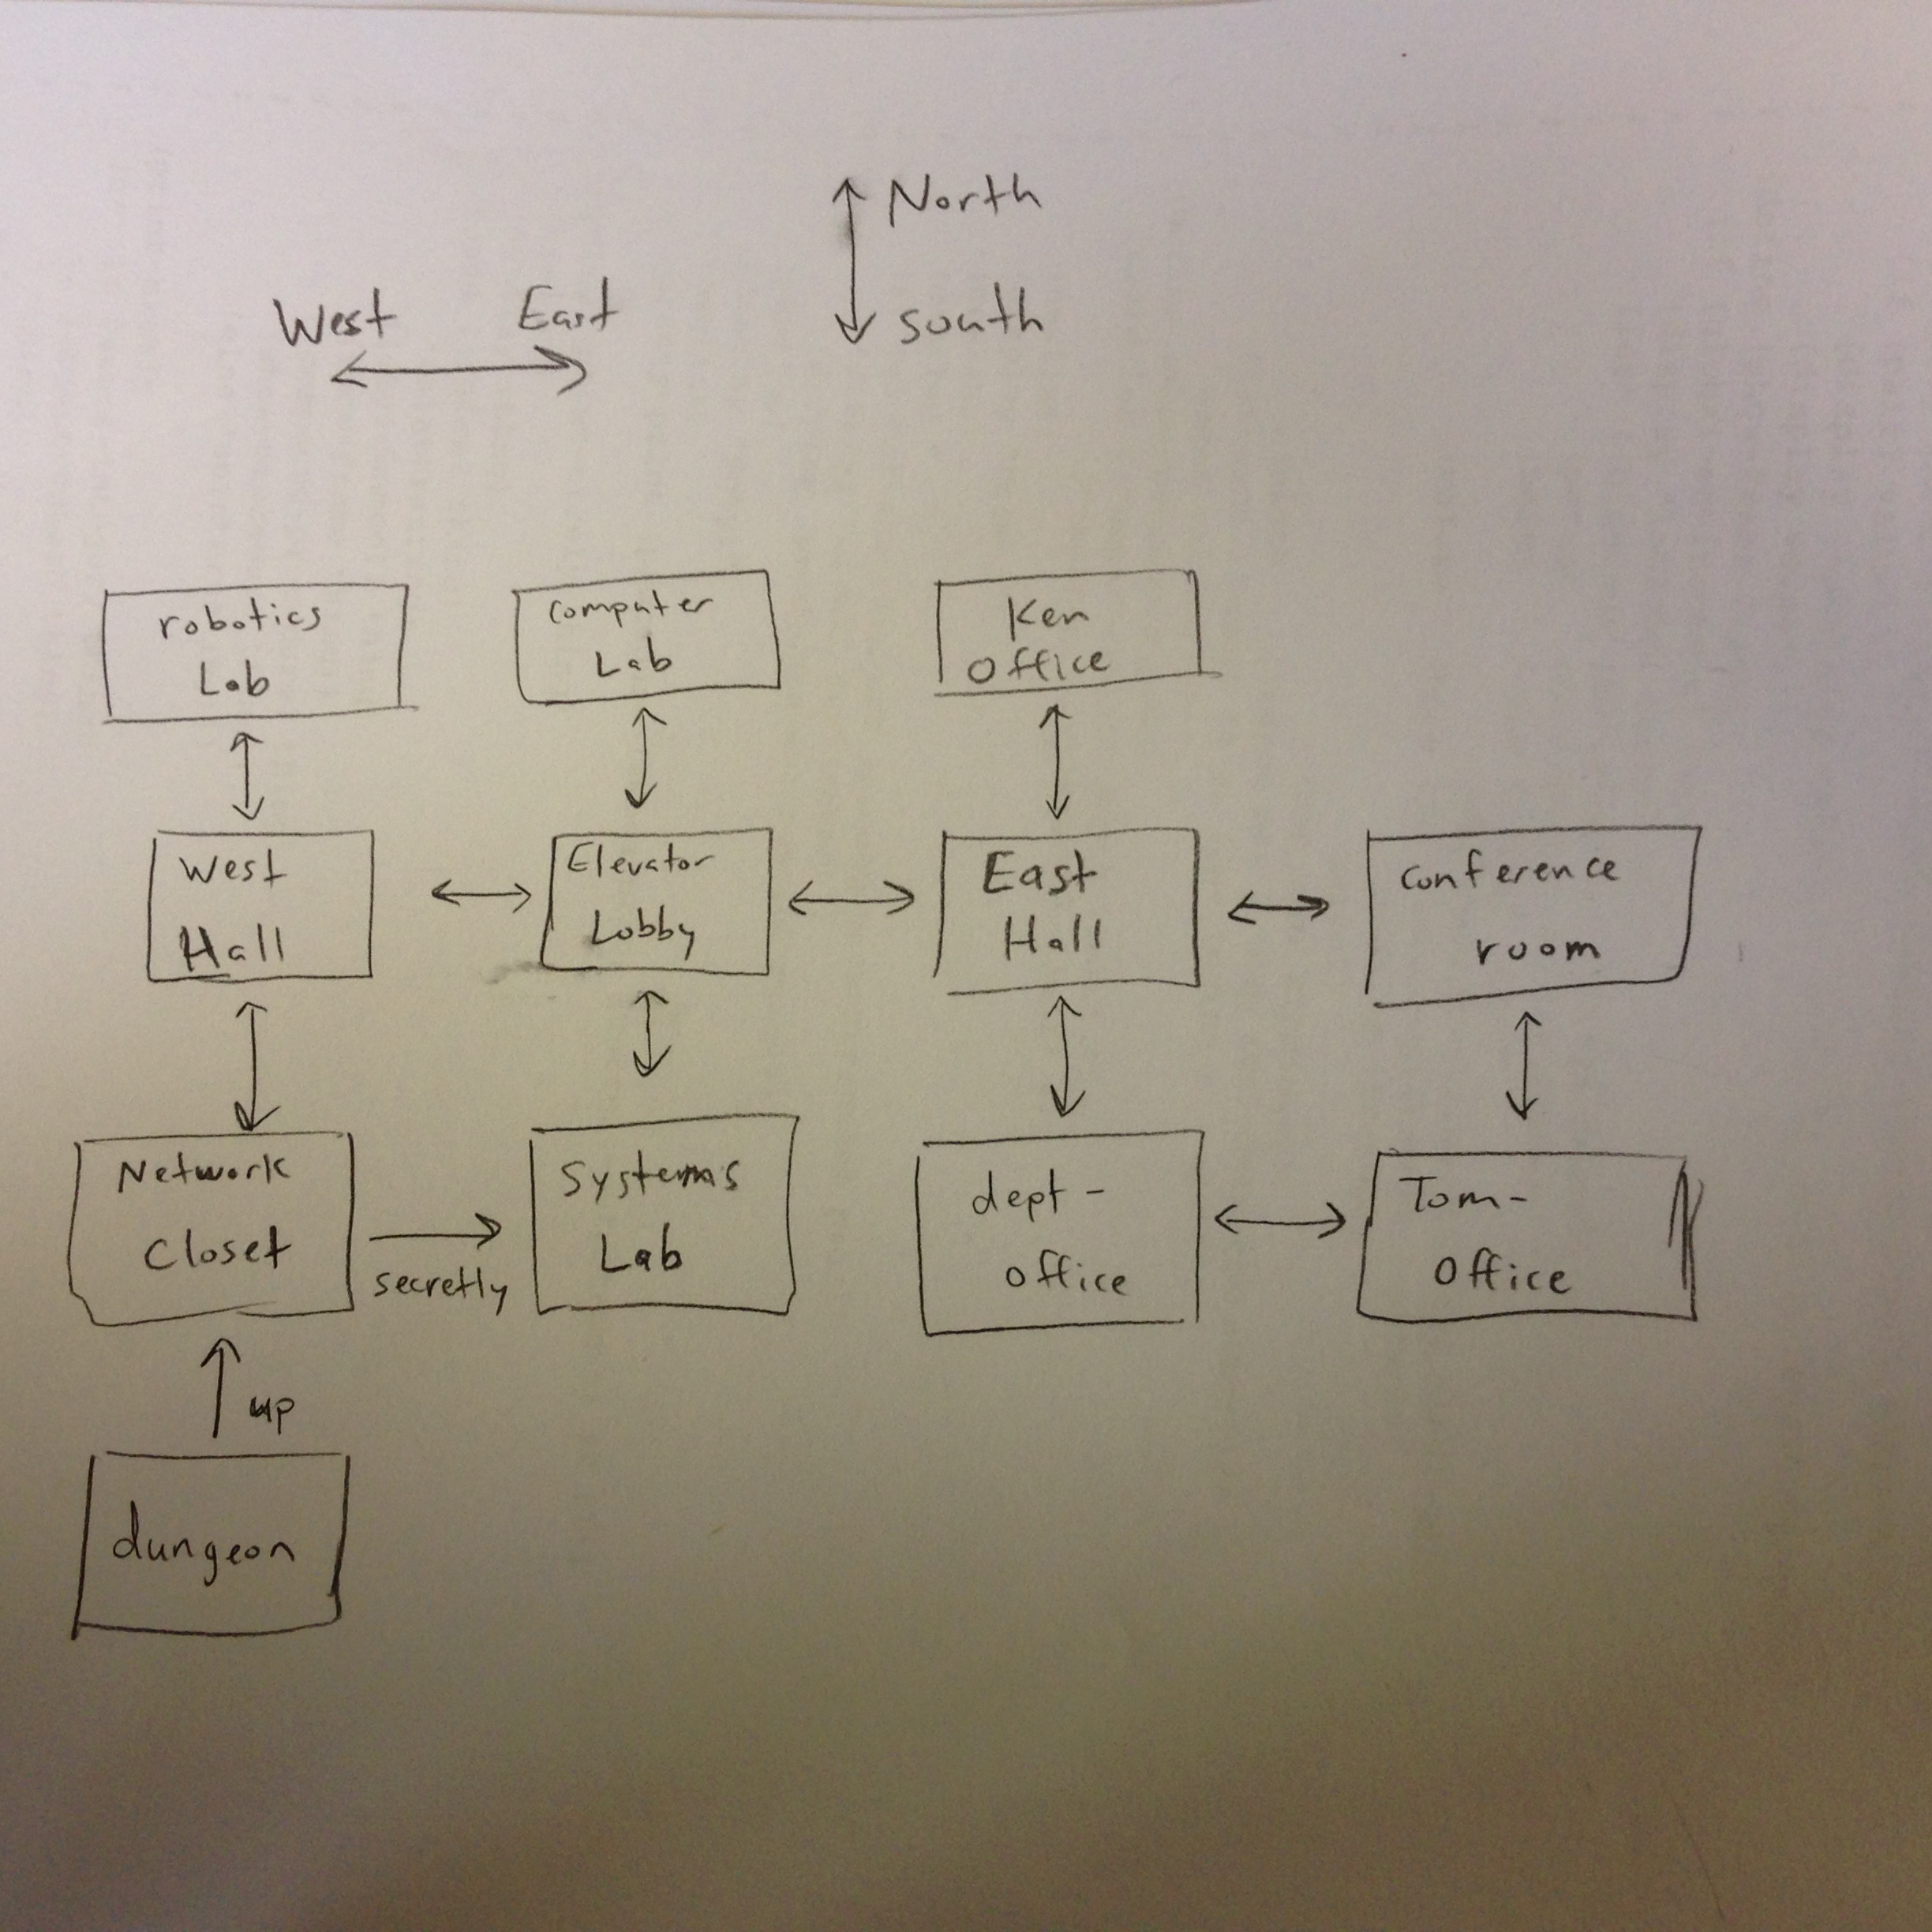 North
south
West East
robotics
Lab
computer
Lab
Ken
Office
West
Hall
Elevator
Lobby
East
Hall
conference
room
Network
Closet
secretly
Systems
Lab
dept-
office
Tom-
Office
up
dungeon